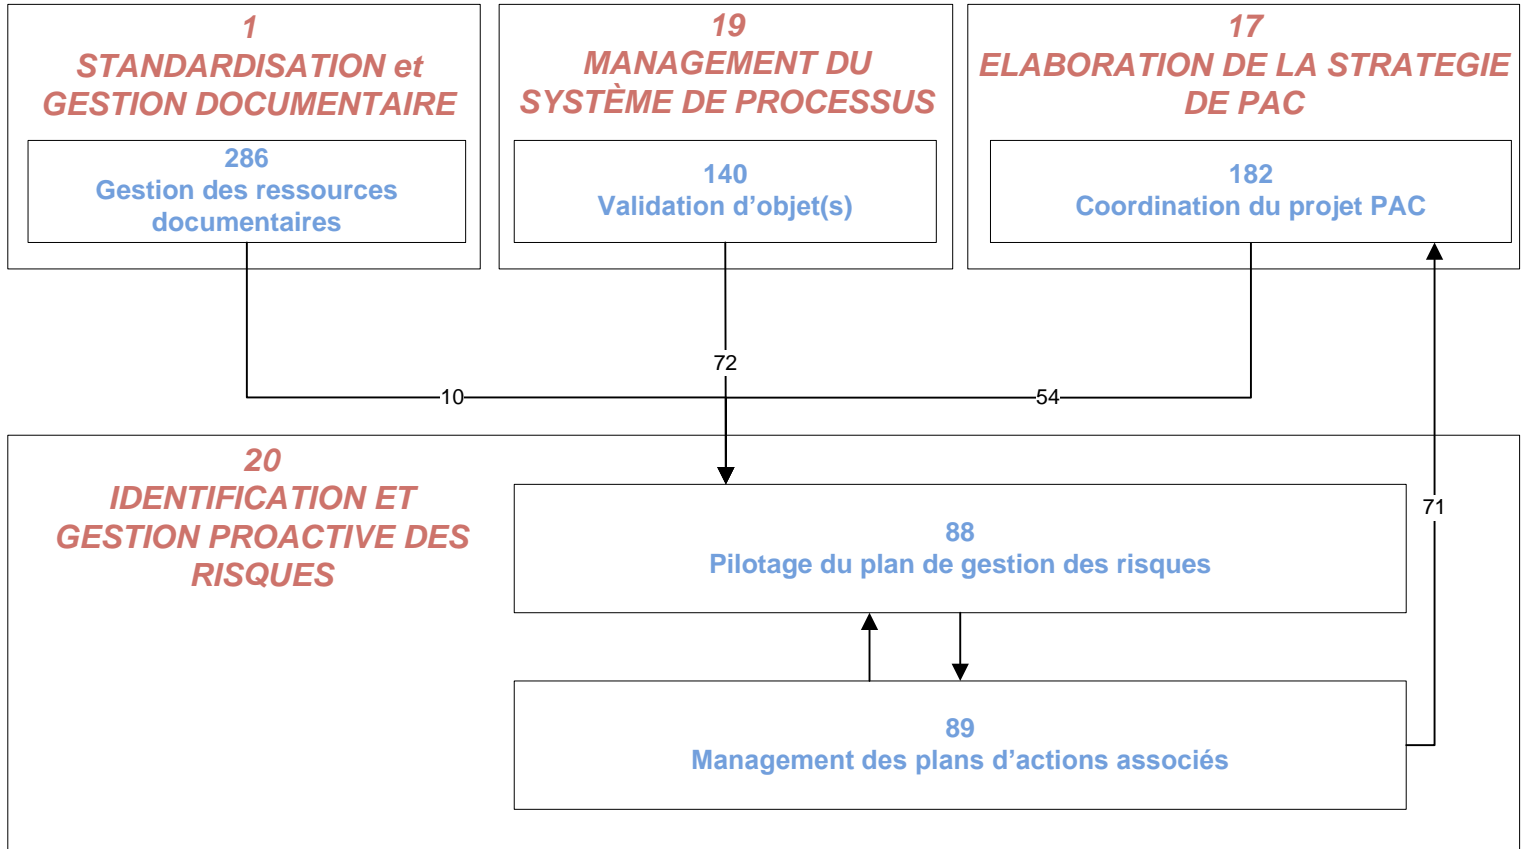 1
STANDARDISATION et
GESTION DOCUMENTAIRE
286
Gestion des ressources
documentaires
19
MANAGEMENT DU
SYSTÈME DE PROCESSUS
140
Validation d’objet(s)
17
ELABORATION DE LA STRATEGIE
DE PAC
182
Coordination du projet PAC
72
10
54
20
IDENTIFICATION ET
GESTION PROACTIVE DES
RISQUES
88
Pilotage du plan de gestion des risques
71
89
Management des plans d’actions associés